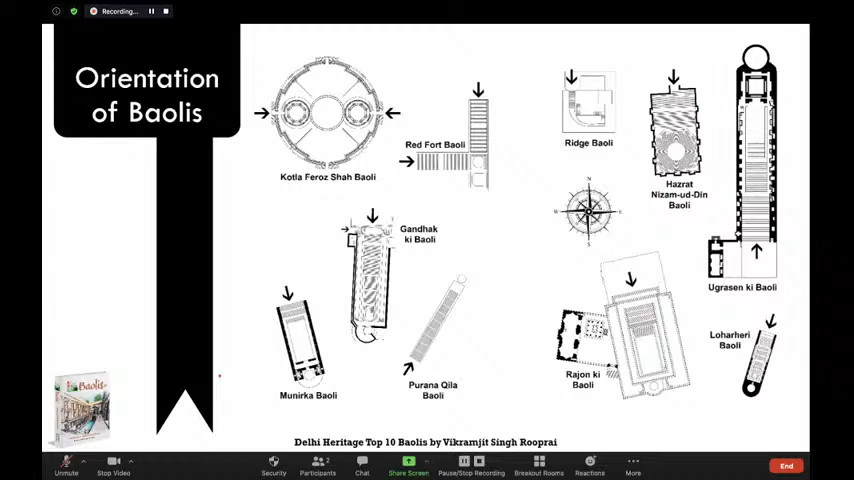 Recording...
Orientation
of Baolis
Kotla Feroz Shah Baoli
Red Fort Baoli
Ridge Baoli
Hazrat
Nizam-ud-Din
Baoli
Ugrasen ki Baoli
Gandhak
ki Baoli
N
W
E
S
Munirka Baoli
Purana Qila
Baoli
Rajon ki
Baoli
Loharheri
Baoli
Baolis
Delhi Heritage Top 10 Baolis by Vikramjit Singh Rooprai
Unmute
Stop Video
Security
Participants
2
Chat
Share Screen
Pause/Stop Recording
Breakout Rooms
Reactions
More
End